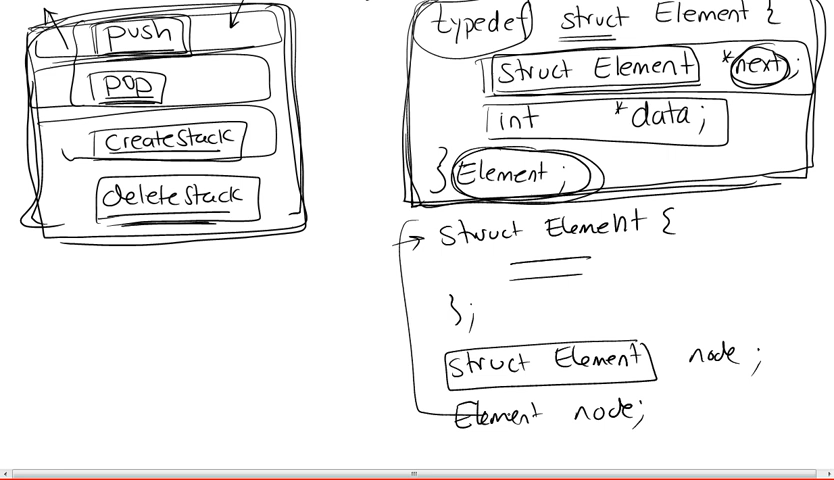 push
pop
createStack
deleteStack
typedef struct Element {
struct Element *next;
int *data;
} Element;
struct Element {
};
struct Element node;
Element node;